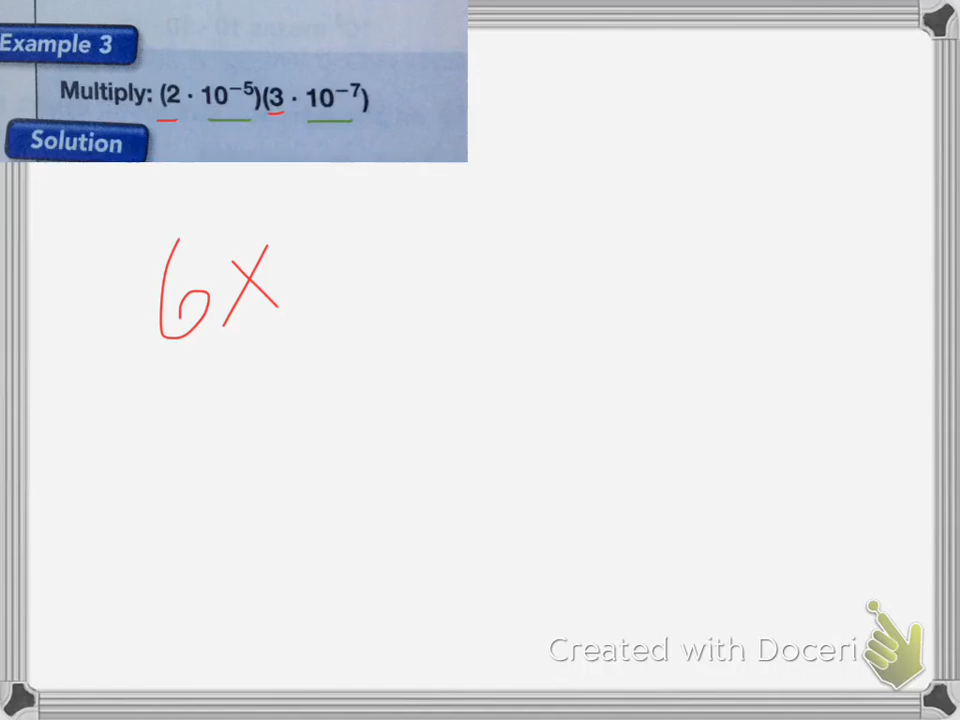 Example 3
Multiply: (2 · 10⁻⁵)(3 · 10⁻⁷)
Solution
6 X
Created with Doceri